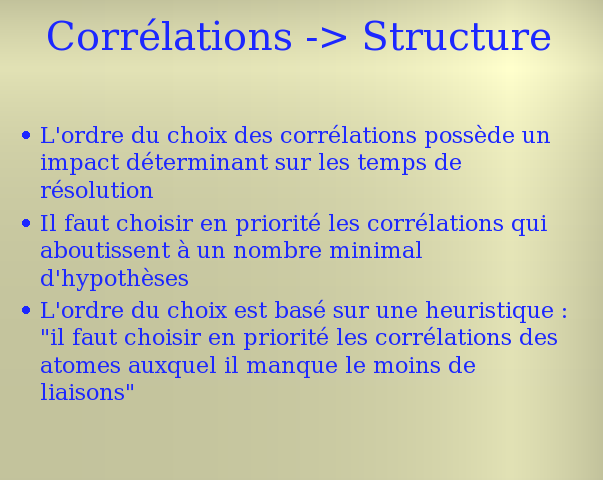 Corrélations -> Structure
• L'ordre du choix des corrélations possède un
impact déterminant sur les temps de
résolution
• Il faut choisir en priorité les corrélations qui
aboutissent à un nombre minimal
d'hypothèses
• L'ordre du choix est basé sur une heuristique :
"il faut choisir en priorité les corrélations des
atomes auxquel il manque le moins de
liaisons"